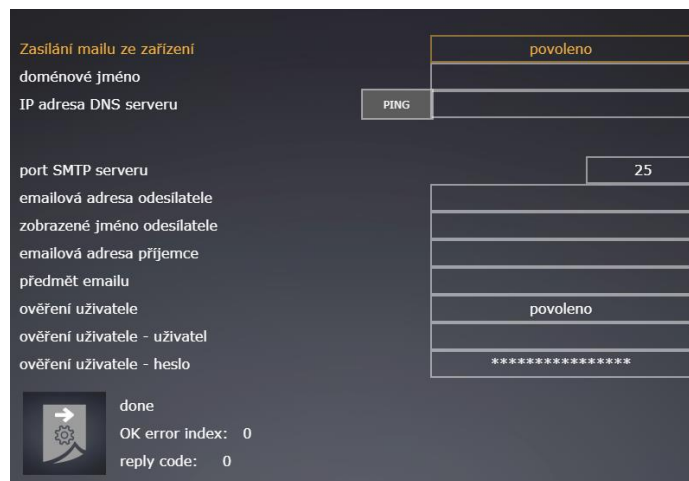 Zasílání mailu ze zařízení povoleno
doménové jméno
IP adresa DNS serveru PING
port SMTP serveru 25
emailová adresa odesílatele
zobrazené jméno odesílatele
emailová adresa příjemce
předmět emailu
ověření uživatele povoleno
ověření uživatele - uživatel
ověření uživatele - heslo ****************
done
OK error index: 0
reply code: 0